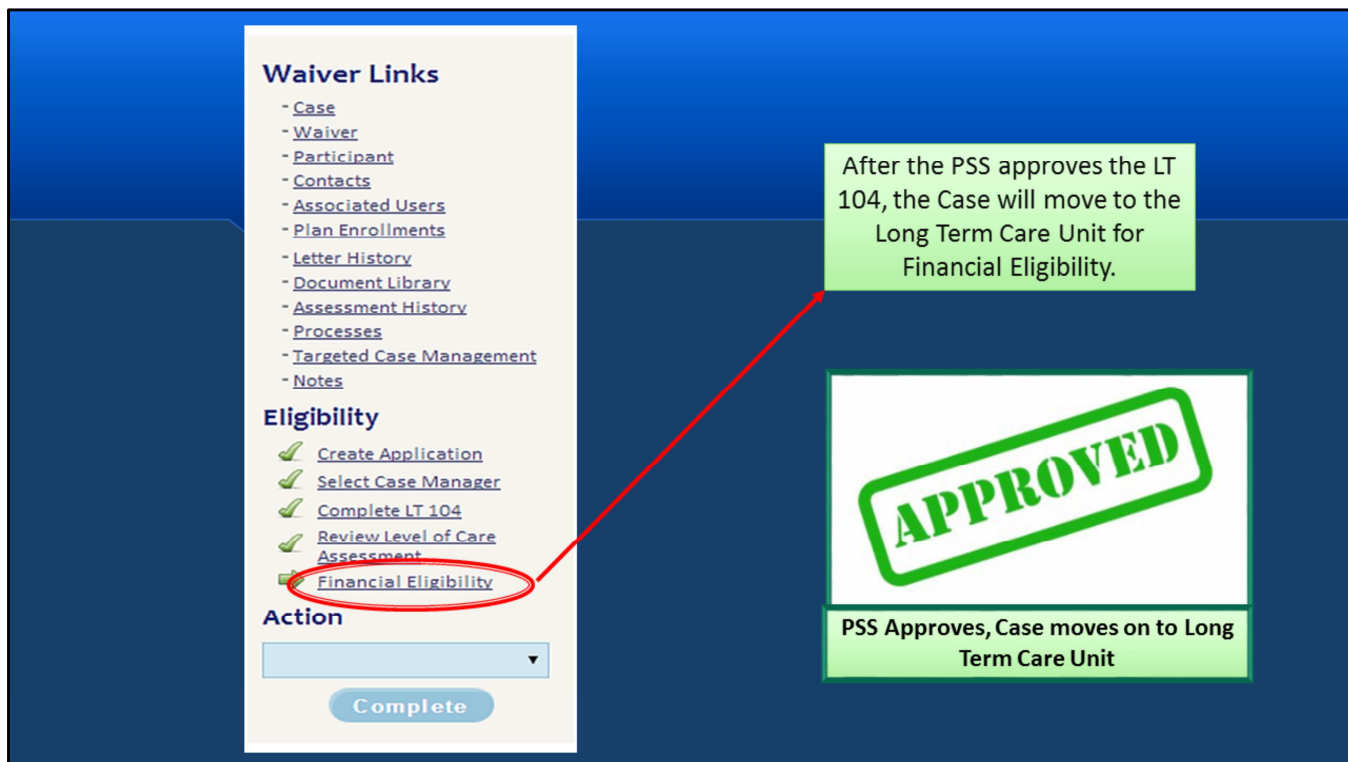 Waiver Links
- Case
- Waiver
- Participant
- Contacts
- Associated Users
- Plan Enrollments
- Letter History
- Document Library
- Assessment History
- Processes
- Targeted Case Management
- Notes
Eligibility
Create Application
Select Case Manager
Complete LT 104
Review Level of Care
Assessment
Financial Eligibility
Action
Complete
After the PSS approves the LT
104, the Case will move to the
Long Term Care Unit for
Financial Eligibility.
APPROVED
PSS Approves, Case moves on to Long
Term Care Unit